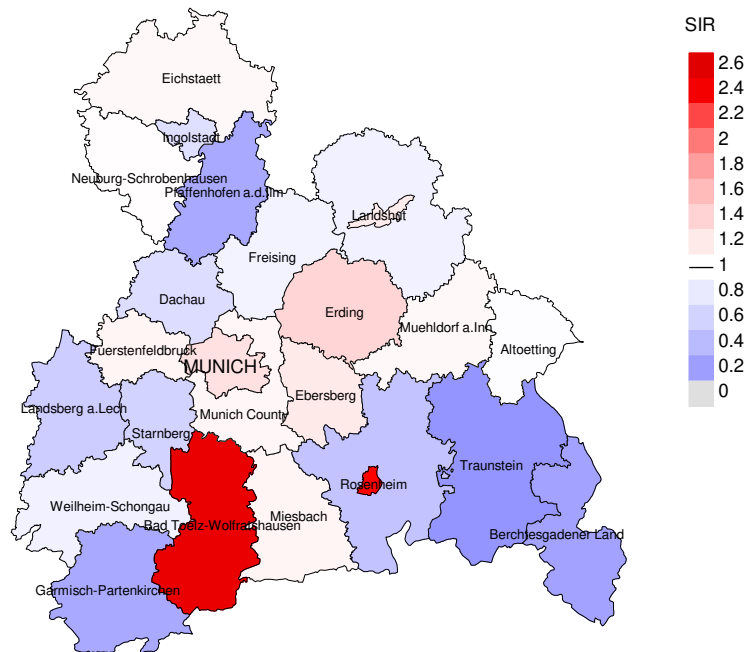 SIR
2.6
2.4
2.2
2
1.8
1.6
1.4
1.2
1
0.8
0.6
0.4
0.2
0
Eichstaett
Ingolstadt
Neuburg-Schrobenhausen
Pfaffenhofen a.d.Ilm
Landshut
Freising
Dachau
Erding
Muehldorf a.Inn
Altoetting
Fuerstenfeldbruck
MUNICH
Ebersberg
Landsberg a.Lech
Munich County
Starnberg
Traunstein
Rosenheim
Weilheim-Schongau
Miesbach
Bad Toelz-Wolfratshausen
Berchtesgadener Land
Garmisch-Partenkirchen